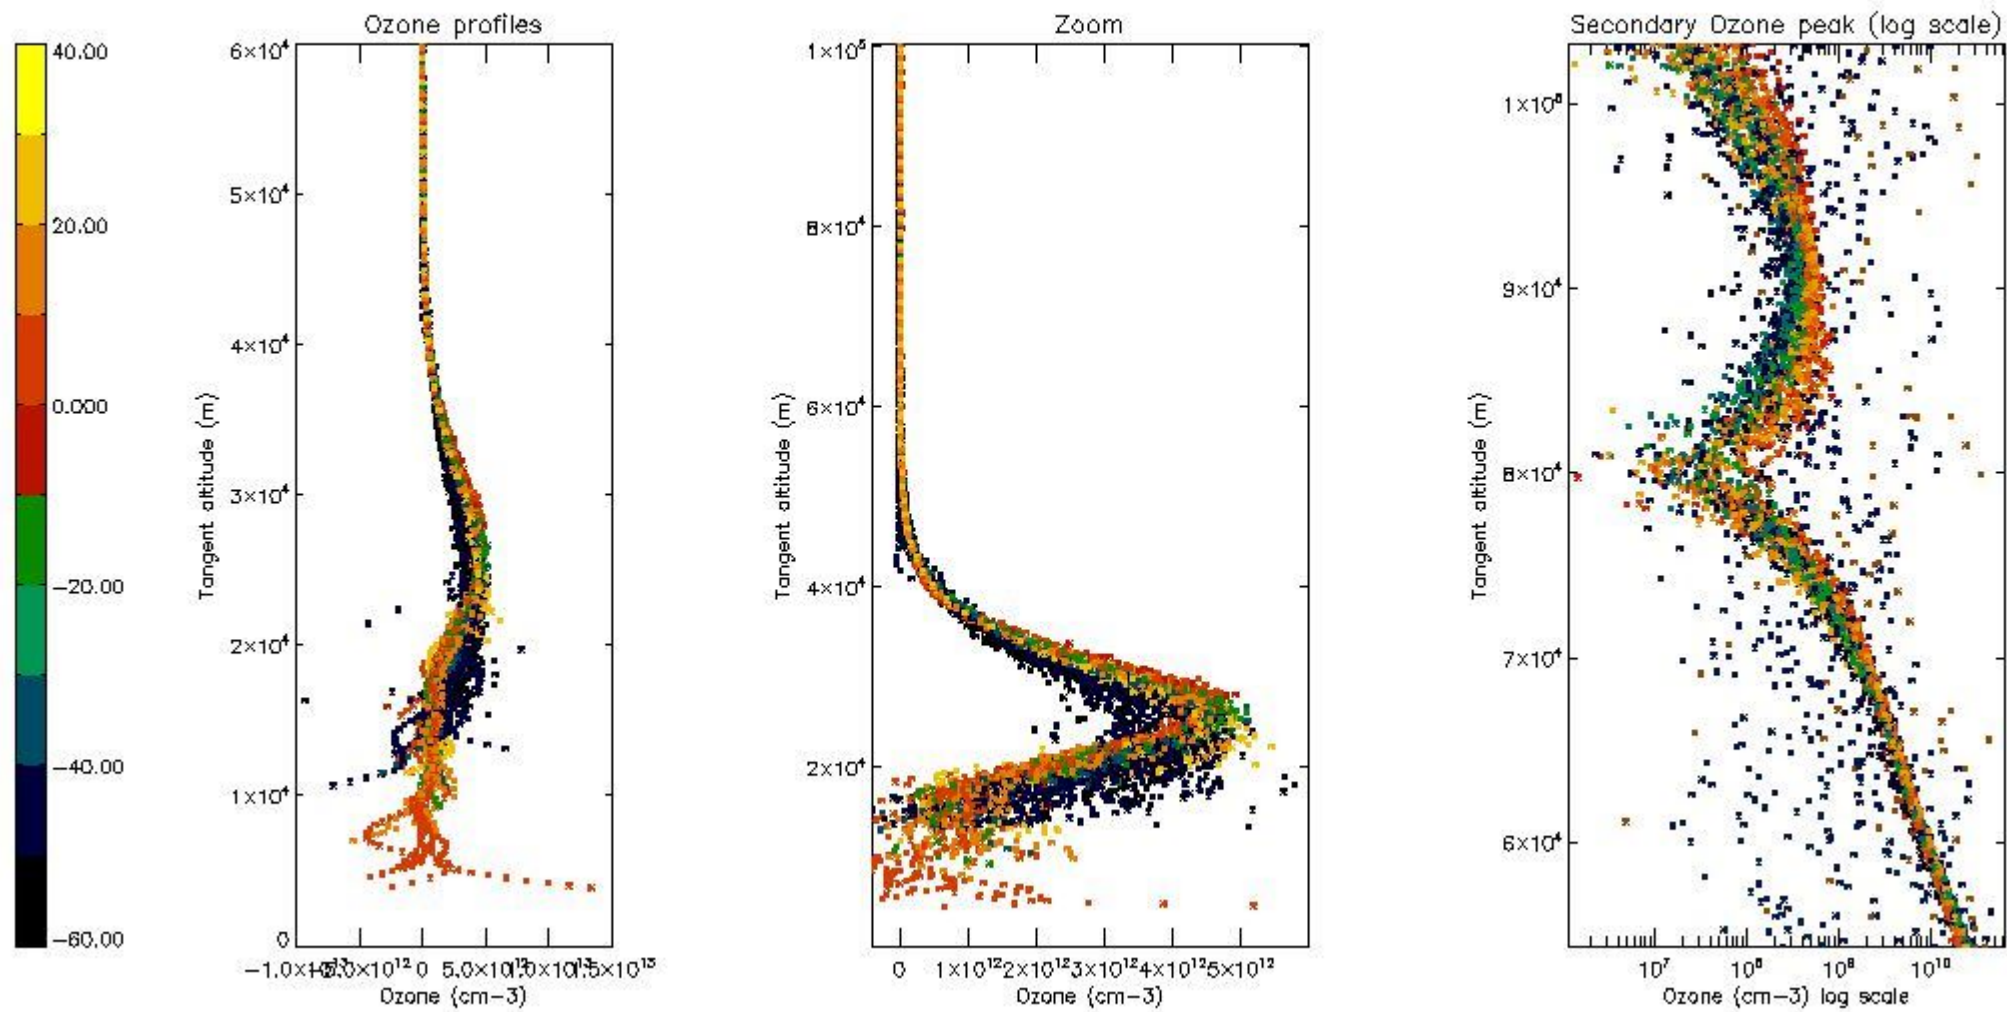 Ozone profiles
Zoom
Secondary Ozone peak (log scale)
40.00
20.00
0.000
−20.00
−40.00
−60.00
6×10⁴
5×10⁴
4×10⁴
3×10⁴
2×10⁴
1×10⁴
0
Tangent altitude (m)
0
Ozone (cm−3)
1×10⁵
8×10⁴
6×10⁴
4×10⁴
2×10⁴
Tangent altitude (m)
0 1×10¹² 2×10¹² 3×10¹² 4×10¹² 5×10¹²
Ozone (cm−3)
1×10⁵
9×10⁴
8×10⁴
7×10⁴
6×10⁴
Tangent altitude (m)
10⁷ 10⁸ 10⁹ 10¹⁰
Ozone (cm−3) log scale